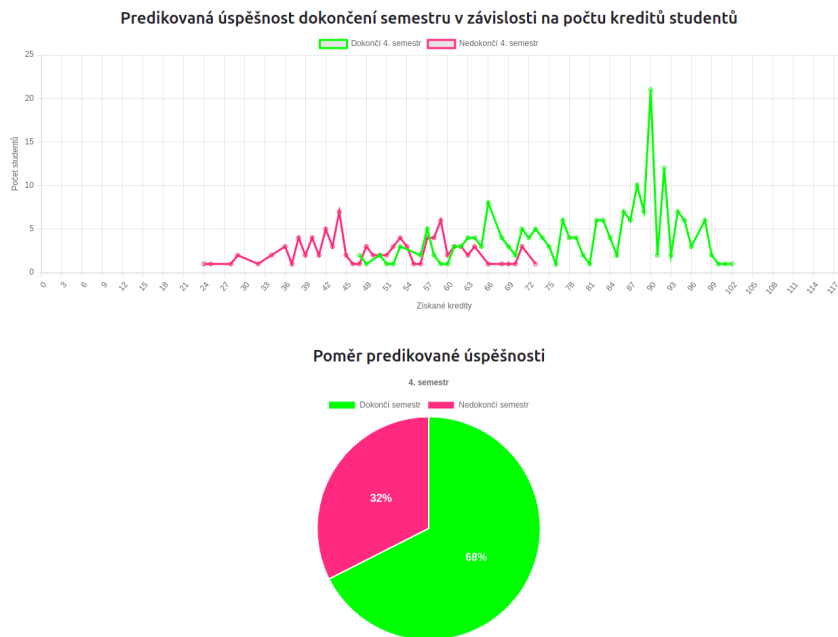 Predikovaná úspěšnost dokončení semestru v závislosti na počtu kreditů studentů
Dokončí 4. semestr Nedokončí 4. semestr
25
20
15
10
5
0
Počet studentů
0 3 6 9 12 15 18 21 24 27 30 33 36 39 42 45 48 51 54 57 60 63 66 69 72 75 78 81 84 87 90 93 96 99 102 105 108 111 114 117
Získané kredity
Poměr predikované úspěšnosti
4. semestr
Dokončí semestr Nedokončí semestr
32%
68%